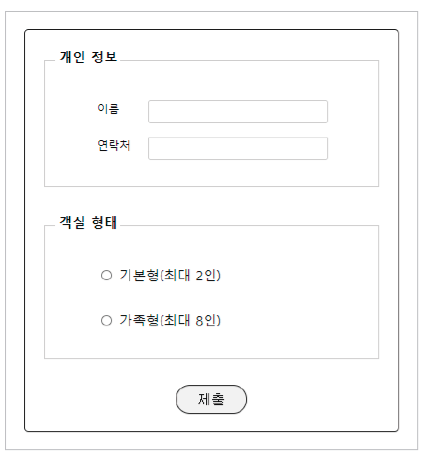 개인 정보
이름
연락처
객실 형태
기본형(최대 2인)
가족형(최대 8인)
제출